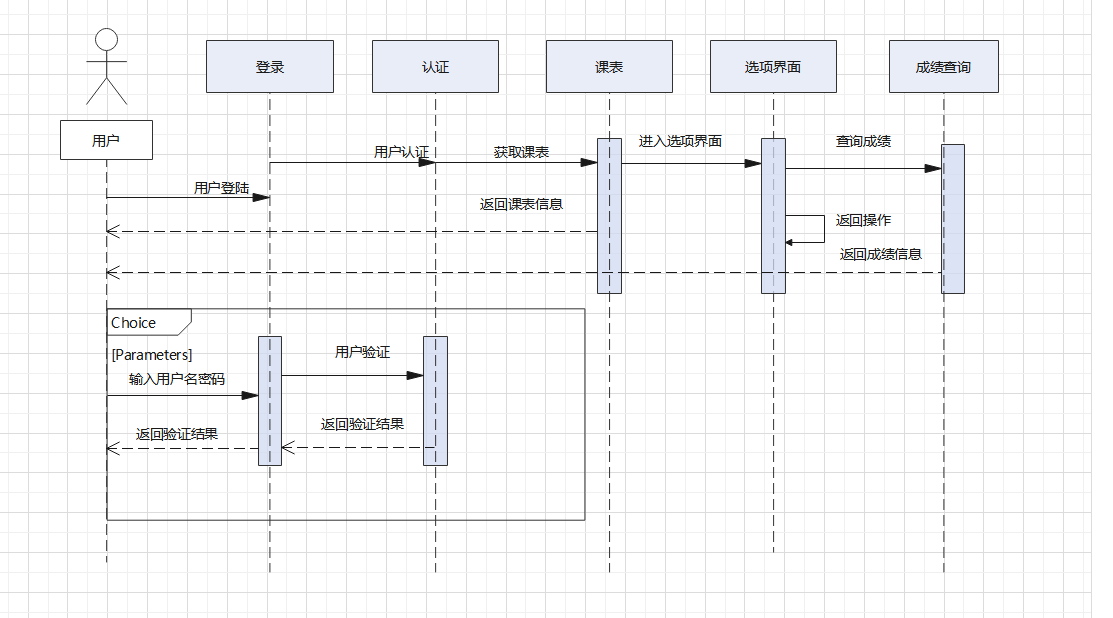 登录
认证
课表
选项界面
成绩查询
用户
用户认证
获取课表
进入选项界面
查询成绩
用户登陆
返回课表信息
返回操作
返回成绩信息
Choice
[Parameters]
用户验证
输入用户名密码
返回验证结果
返回验证结果